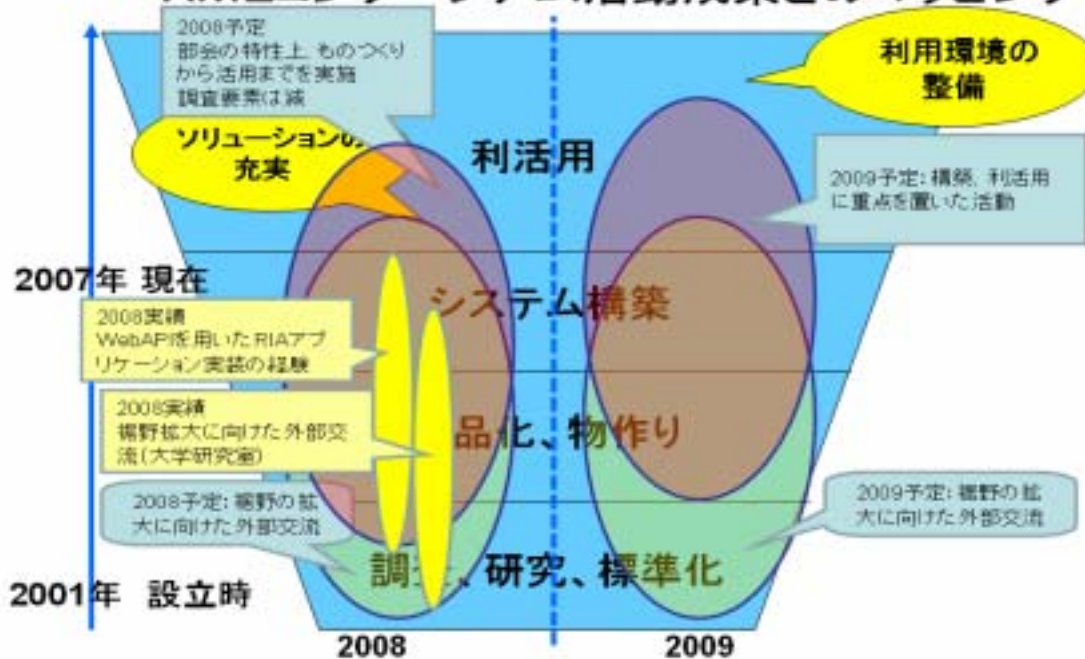 2008予定
部会の特性上、ものつくり
から活用までを実施
調査要素は減
利用環境の
整備
ソリューションの
充実
利活用
2009予定：構築、利活用
に重点を置いた活動
2007年 現在
システム構築
2008実績
WebAPIを用いたRIAアプ
リケーション実装の経験
2008実績
裾野拡大に向けた外部交
流（大学研究室）
品化、物作り
2008予定：裾野の拡
大に向けた外部交流
2009予定：裾野の拡
大に向けた外部交流
調査、研究、標準化
2001年 設立時
2008
2009